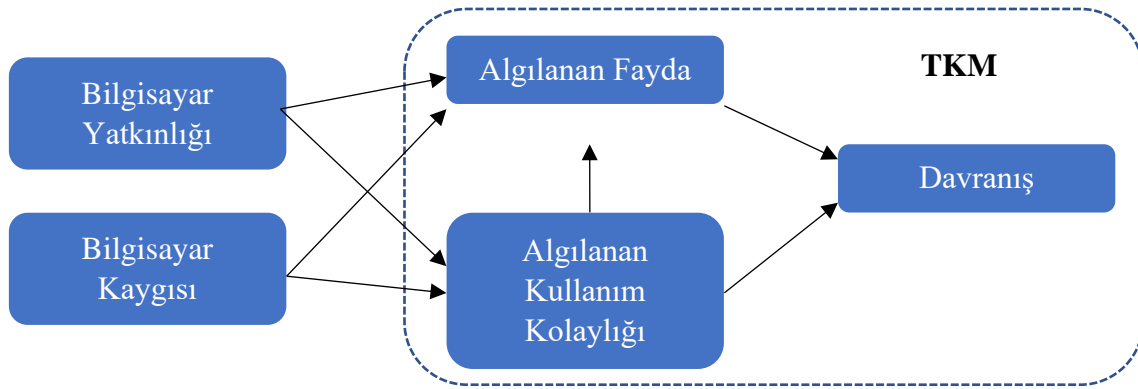 Bilgisayar
Yatkınlığı
Bilgisayar
Kaygısı
Algılanan Fayda
TKM
Algılanan
Kullanım
Kolaylığı
Davranış